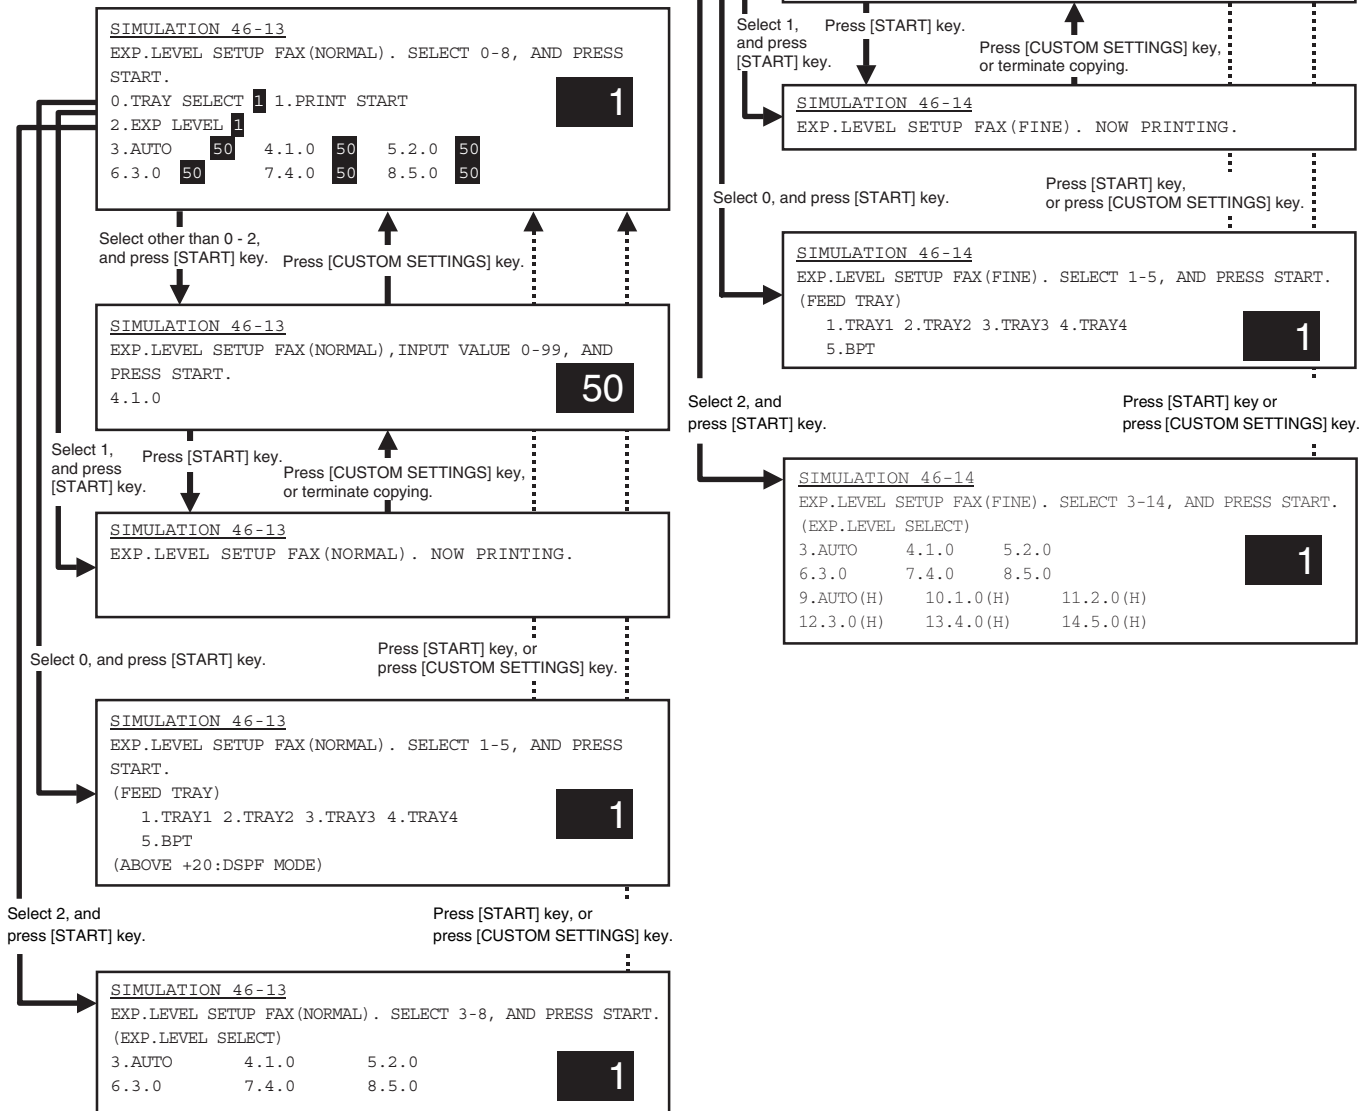 SIMULATION 46-13
EXP.LEVEL SETUP FAX(NORMAL). SELECT 0-8, AND PRESS
START.
0.TRAY SELECT 1 1.PRINT START
2.EXP LEVEL 1
3.AUTO 50 4.1.0 50 5.2.0 50
6.3.0 50 7.4.0 50 8.5.0 50
1
Select other than 0 - 2,
and press [START] key.
Press [CUSTOM SETTINGS] key.
SIMULATION 46-13
EXP.LEVEL SETUP FAX(NORMAL),INPUT VALUE 0-99, AND
PRESS START.
4.1.0
50
Select 1,
and press
[START] key.
Press [START] key.
Press [CUSTOM SETTINGS] key,
or terminate copying.
SIMULATION 46-13
EXP.LEVEL SETUP FAX(NORMAL). NOW PRINTING.
Select 0, and press [START] key.
Press [START] key, or
press [CUSTOM SETTINGS] key.
SIMULATION 46-13
EXP.LEVEL SETUP FAX(NORMAL). SELECT 1-5, AND PRESS
START.
(FEED TRAY)
1.TRAY1 2.TRAY2 3.TRAY3 4.TRAY4
5.BPT
(ABOVE +20:DSPF MODE)
1
Select 2, and
press [START] key.
Press [START] key, or
press [CUSTOM SETTINGS] key.
SIMULATION 46-13
EXP.LEVEL SETUP FAX(NORMAL). SELECT 3-8, AND PRESS START.
(EXP.LEVEL SELECT)
3.AUTO 4.1.0 5.2.0
6.3.0 7.4.0 8.5.0
1
Select 1,
and press
[START] key.
Press [START] key.
Press [CUSTOM SETTINGS] key,
or terminate copying.
SIMULATION 46-14
EXP.LEVEL SETUP FAX(FINE). NOW PRINTING.
Select 0, and press [START] key.
Press [START] key,
or press [CUSTOM SETTINGS] key.
SIMULATION 46-14
EXP.LEVEL SETUP FAX(FINE). SELECT 1-5, AND PRESS START.
(FEED TRAY)
1.TRAY1 2.TRAY2 3.TRAY3 4.TRAY4
5.BPT
1
Select 2, and
press [START] key.
Press [START] key or
press [CUSTOM SETTINGS] key.
SIMULATION 46-14
EXP.LEVEL SETUP FAX(FINE). SELECT 3-14, AND PRESS START.
(EXP.LEVEL SELECT)
3.AUTO 4.1.0 5.2.0
6.3.0 7.4.0 8.5.0
9.AUTO(H) 10.1.0(H) 11.2.0(H)
12.3.0(H) 13.4.0(H) 14.5.0(H)
1